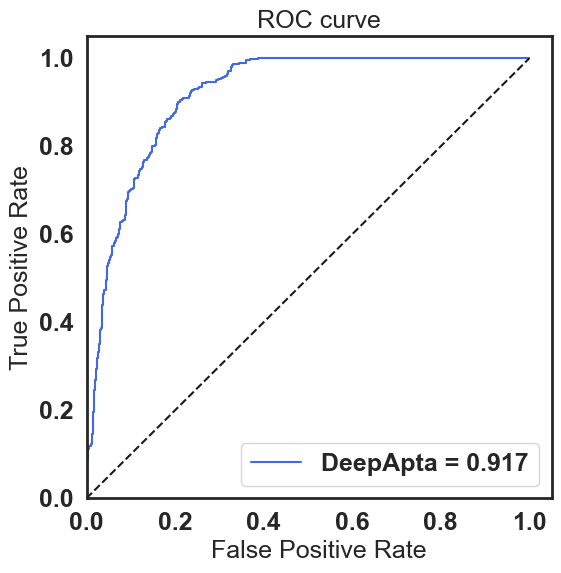 ROC curve
True Positive Rate
1.0
0.8
0.6
0.4
0.2
0.0
DeepApta = 0.917
0.0 0.2 0.4 0.6 0.8 1.0
False Positive Rate